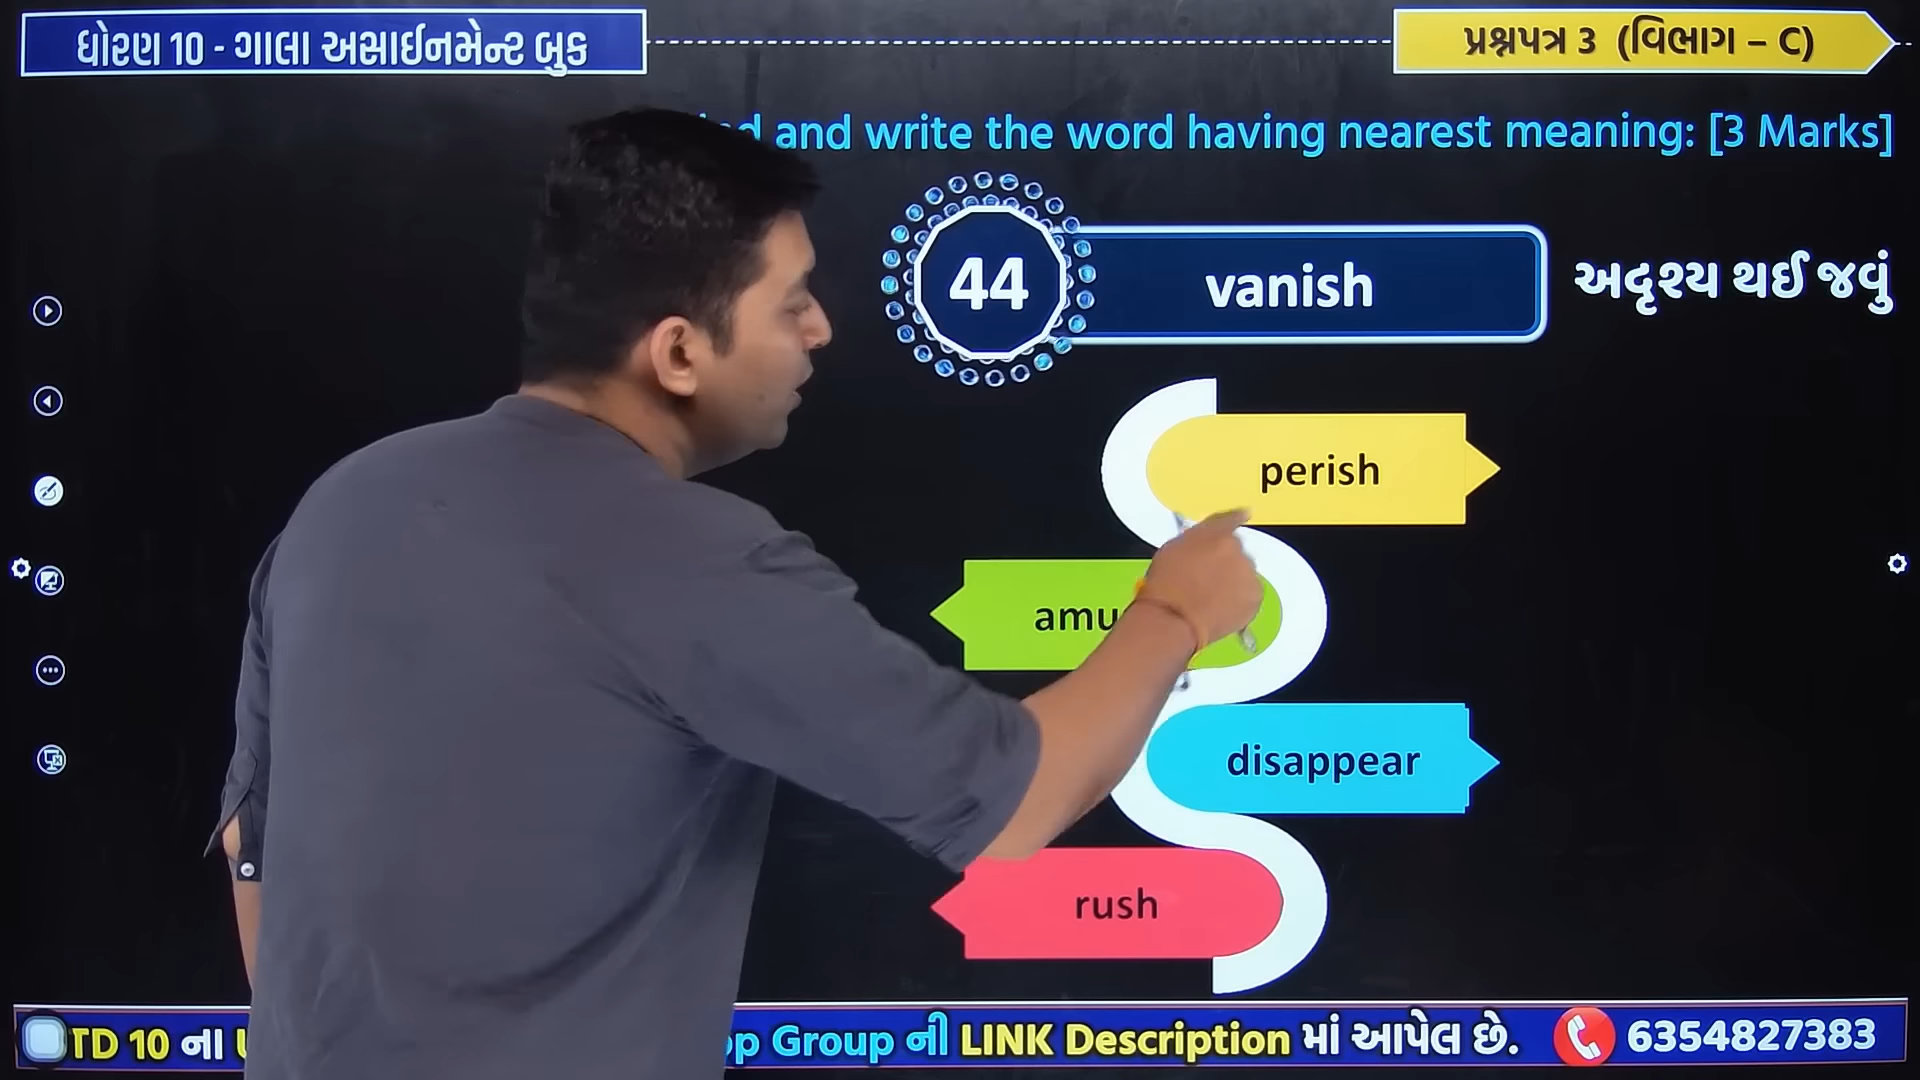 ધોરણ 10 - ગાલા અસાઈનમેન્ટ બુક
પ્રશ્નપત્ર 3 (વિભાગ – C)
and write the word having nearest meaning: [3 Marks]
44
vanish
અદૃશ્ય થઈ જવું
perish
amu
disappear
rush
TD 10 ના
Group ની LINK Description માં આપેલ છે.
6354827383